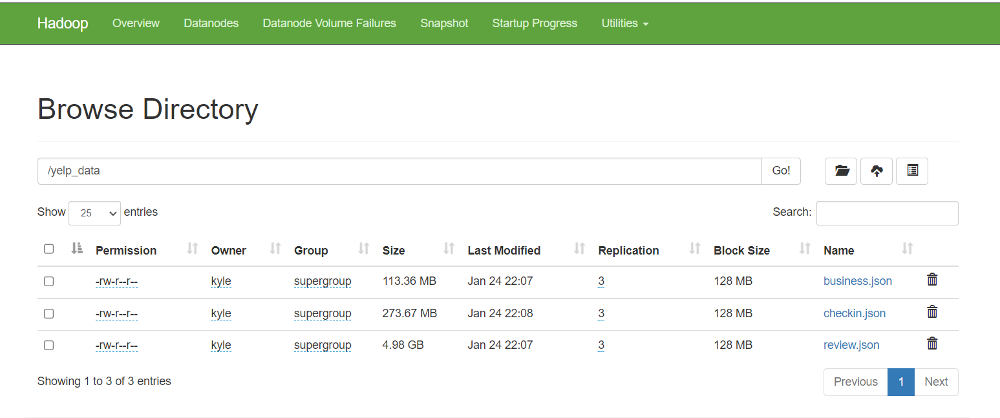 Hadoop Overview Datanodes Datanode Volume Failures Snapshot Startup Progress Utilities
Browse Directory
/yelp_data Go!
Show 25 entries Search:
Permission Owner Group Size Last Modified Replication Block Size Name
-rw-r--r-- kyle supergroup 113.36 MB Jan 24 22:07 3 128 MB business.json
-rw-r--r-- kyle supergroup 273.67 MB Jan 24 22:08 3 128 MB checkin.json
-rw-r--r-- kyle supergroup 4.98 GB Jan 24 22:07 3 128 MB review.json
Showing 1 to 3 of 3 entries Previous 1 Next